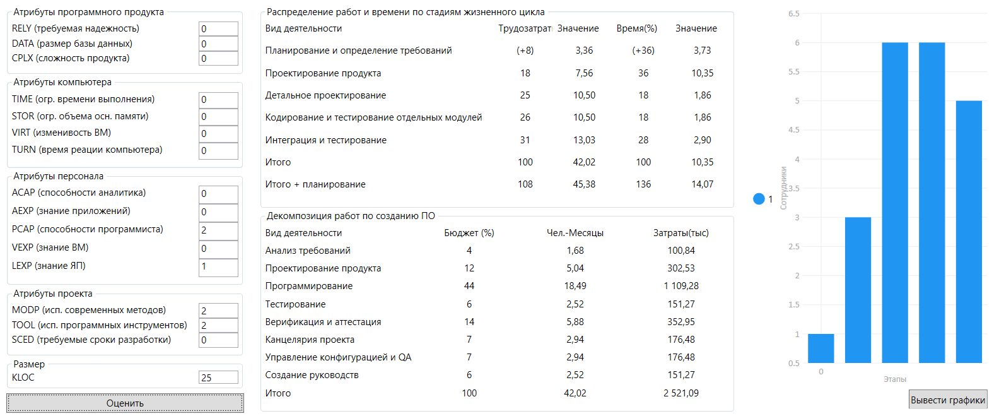 Атрибуты программного продукта
RELY (требуемая надежность) 0
DATA (размер базы данных) 0
CPLX (сложность продукта) 0
Атрибуты компьютера
TIME (огр. времени выполнения) 0
STOR (огр. объема осн. памяти) 0
VIRT (изменивость ВМ) 0
TURN (время реации компьютера) 0
Атрибуты персонала
ACAP (способности аналитика) 0
AEXP (знание приложений) 0
PCAP (способности программиста) 2
VEXP (знание ВМ) 0
LEXP (знание ЯП) 1
Атрибуты проекта
MODP (исп. современных методов) 2
TOOL (исп. программных инструментов) 2
SCED (требуемые сроки разработки) 0
Размер
KLOC 25
Оценить
Распределение работ и времени по стадиям жизненного цикла
Вид деятельности Трудозатрат Значение Время(%) Значение
Планирование и определение требований (+8) 3,36 (+36) 3,73
Проектирование продукта 18 7,56 36 10,35
Детальное проектирование 25 10,50 18 1,86
Кодирование и тестирование отдельных модулей 26 10,50 18 1,86
Интеграция и тестирование 31 13,03 28 2,90
Итого 100 42,02 100 10,35
Итого + планирование 108 45,38 136 14,07
Декомпозиция работ по созданию ПО
Вид деятельности Бюджет (%) Чел.-Месяцы Затраты(тыс)
Анализ требований 4 1,68 100,84
Проектирование продукта 12 5,04 302,53
Программирование 44 18,49 1 109,28
Тестирование 6 2,52 151,27
Верификация и аттестация 14 5,88 352,95
Канцелярия проекта 7 2,94 176,48
Управление конфигурацией и QA 7 2,94 176,48
Создание руководств 6 2,52 151,27
Итого 100 42,02 2 521,09
1
Сотрудники
6.5
6
5.5
5
4.5
4
3.5
3
2.5
2
1.5
1
0.5
0
Этапы
Вывести графики